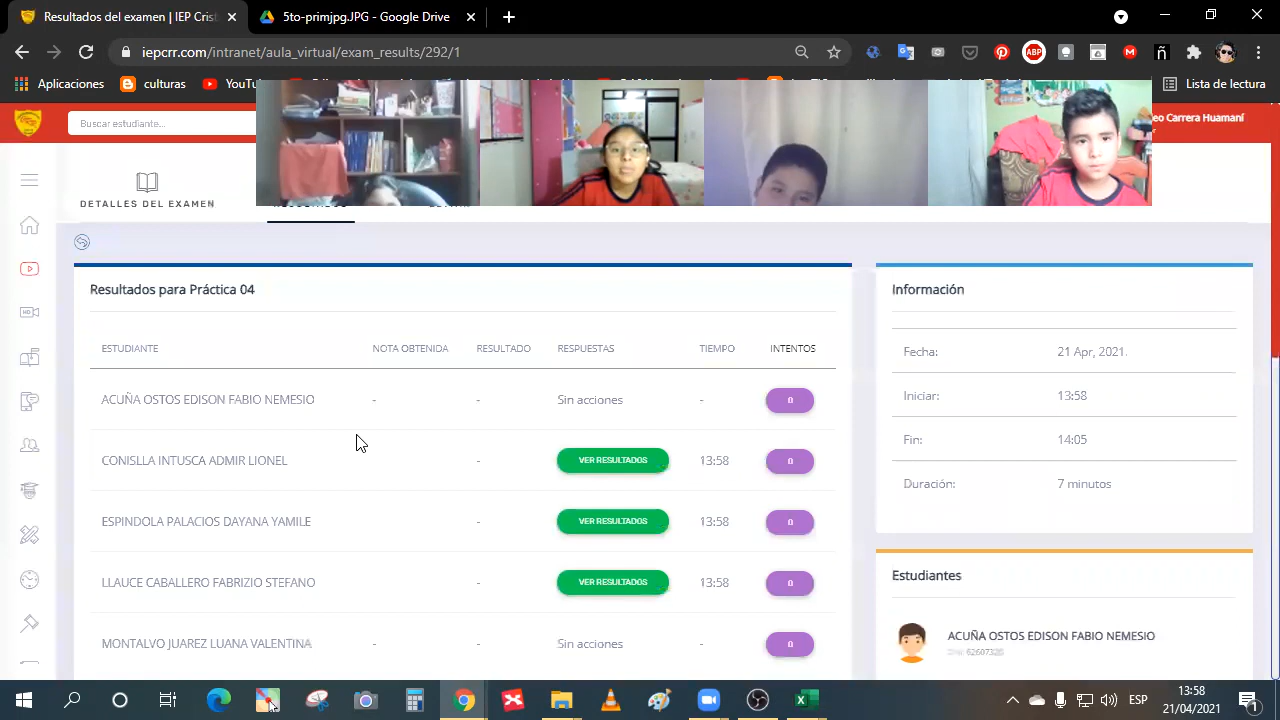 Resultados del examen | IEP Crist
5to-primjpg.JPG - Google Drive
iepcrr.com/intranet/aula_virtual/exam_results/292/1
Aplicaciones
culturas
YouTu
Lista de lectura
Buscar estudiante...
eo Carrera Huamaní
DETALLES DEL EXAMEN
Resultados para Práctica 04
ESTUDIANTE NOTA OBTENIDA RESULTADO RESPUESTAS TIEMPO INTENTOS
ACUÑA OSTOS EDISON FABIO NEMESIO - - Sin acciones - 0
CONISLLA INTUSCA ADMIR LIONEL - VER RESULTADOS 13:58 0
ESPINDOLA PALACIOS DAYANA YAMILE - VER RESULTADOS 13:58 0
LLAUCE CABALLERO FABRIZIO STEFANO - VER RESULTADOS 13:58 0
MONTALVO JUAREZ LUANA VALENTINA - - Sin acciones - 0
Información
Fecha: 21 Apr, 2021.
Iniciar: 13:58
Fin: 14:05
Duración: 7 minutos
Estudiantes
ACUÑA OSTOS EDISON FABIO NEMESIO
ESP
13:58
21/04/2021